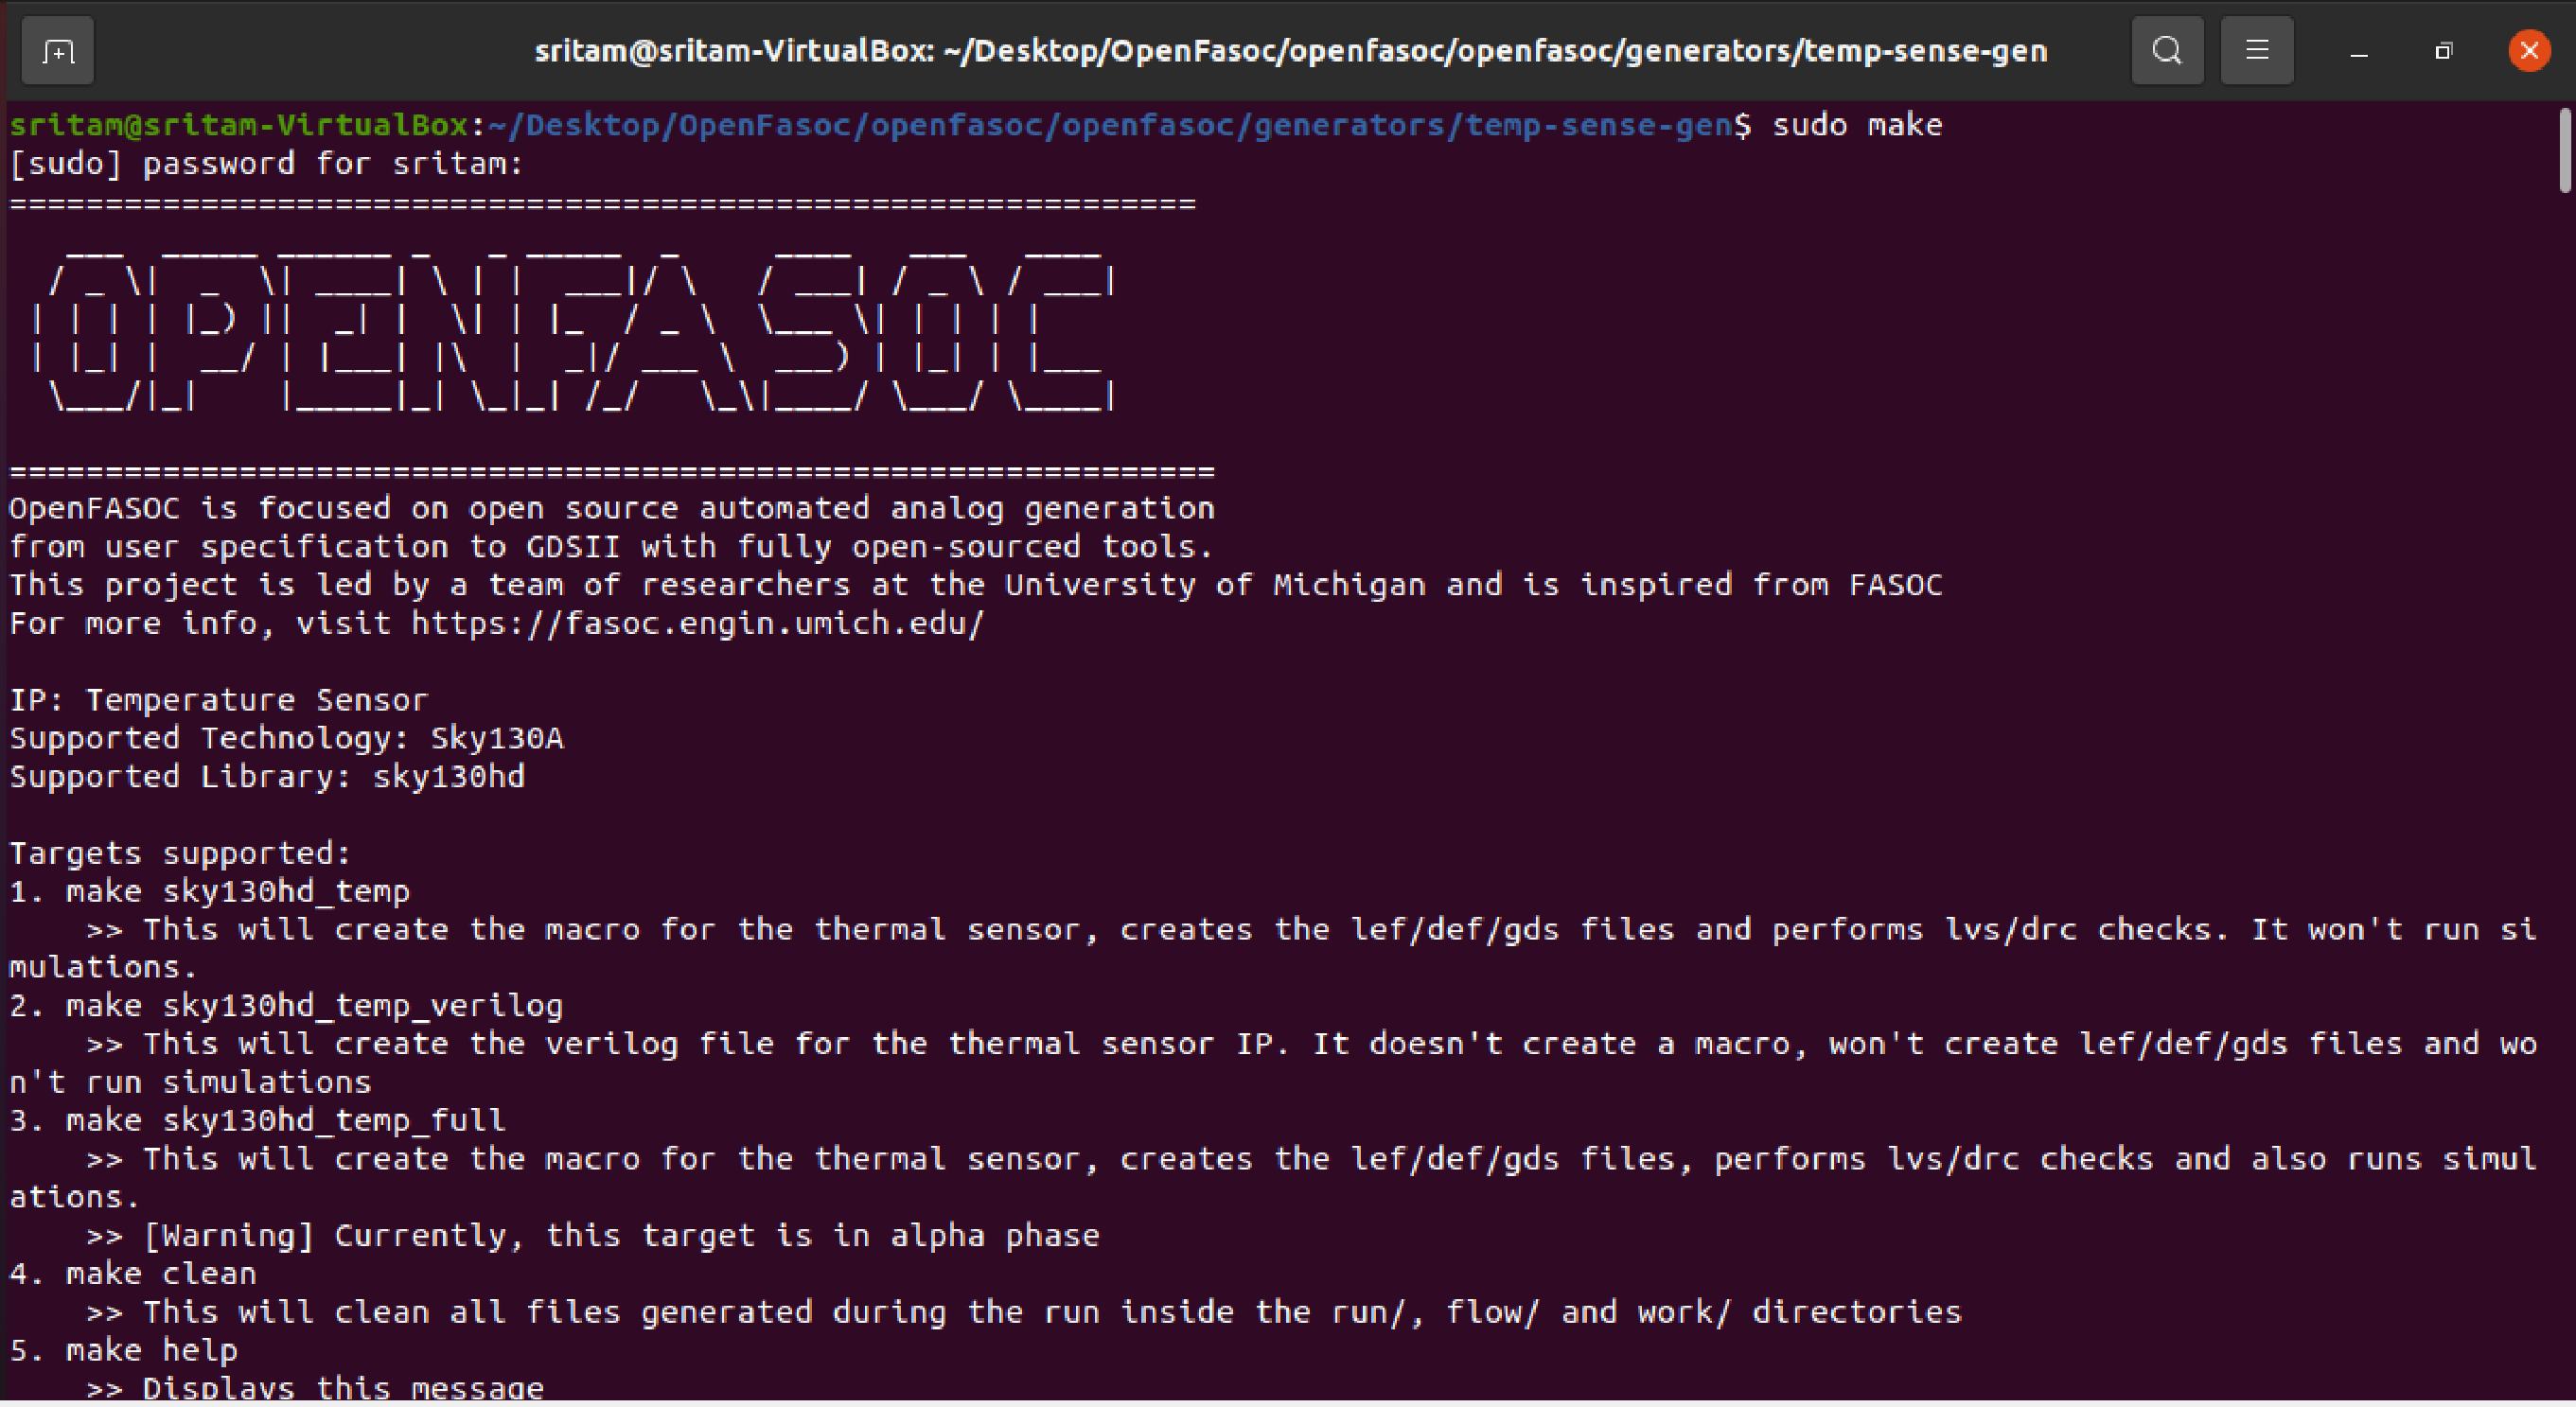 sritam@sritam-VirtualBox: ~/Desktop/OpenFasoc/openfasoc/openfasoc/generators/temp-sense-gen
sritam@sritam-VirtualBox:~/Desktop/OpenFasoc/openfasoc/openfasoc/generators/temp-sense-gen$ sudo make
[sudo] password for sritam:
==============================================================
OPENFASOC
===============================================================
OpenFASOC is focused on open source automated analog generation
from user specification to GDSII with fully open-sourced tools.
This project is led by a team of researchers at the University of Michigan and is inspired from FASOC
For more info, visit https://fasoc.engin.umich.edu/
IP: Temperature Sensor
Supported Technology: Sky130A
Supported Library: sky130hd
Targets supported:
1. make sky130hd_temp
>> This will create the macro for the thermal sensor, creates the lef/def/gds files and performs lvs/drc checks. It won't run si
mulations.
2. make sky130hd_temp_verilog
>> This will create the verilog file for the thermal sensor IP. It doesn't create a macro, won't create lef/def/gds files and wo
n't run simulations
3. make sky130hd_temp_full
>> This will create the macro for the thermal sensor, creates the lef/def/gds files, performs lvs/drc checks and also runs simul
ations.
>> [Warning] Currently, this target is in alpha phase
4. make clean
>> This will clean all files generated during the run inside the run/, flow/ and work/ directories
5. make help
>> Displays this message